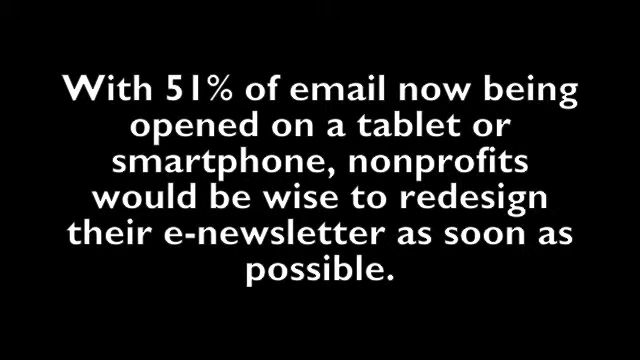 With 51% of email now being
opened on a tablet or
smartphone, nonprofits
would be wise to redesign
their e-newsletter as soon as
possible.